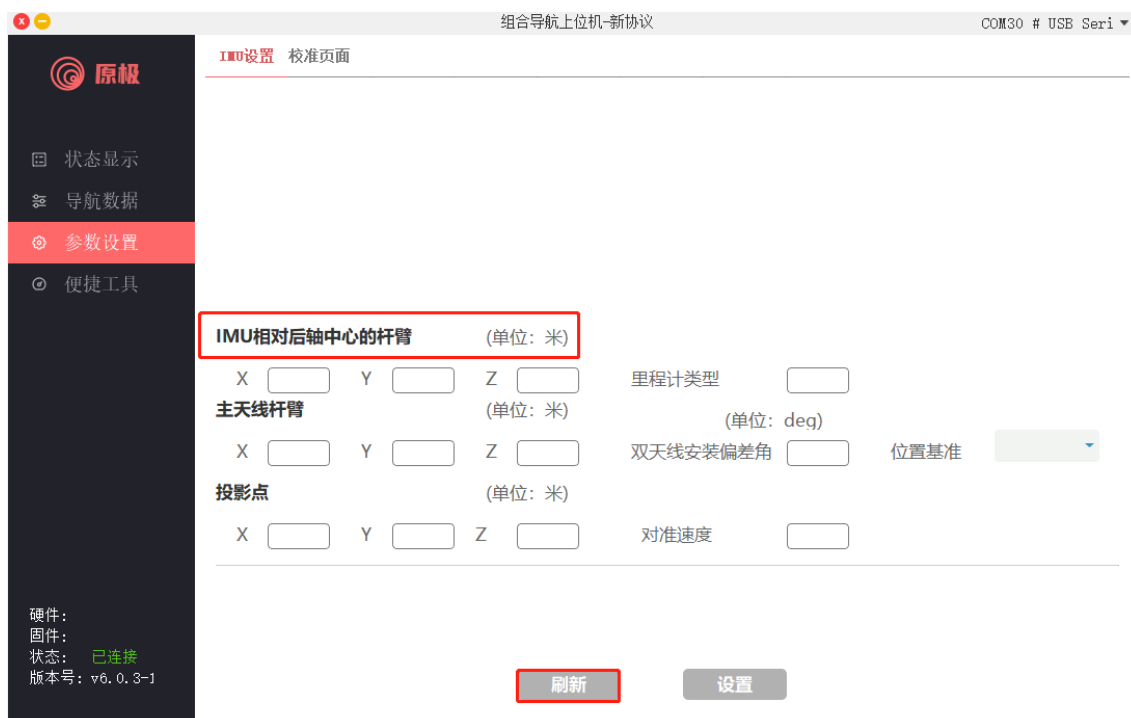 组合导航上位机-新协议
COM30 # USB Seri
原极
IMU设置 校准页面
状态显示
导航数据
参数设置
便捷工具
IMU相对后轴中心的杆臂 (单位：米)
X Y Z 里程计类型
主天线杆臂 (单位：米) (单位：deg)
X Y Z 双天线安装偏差角 位置基准
投影点 (单位：米)
X Y Z 对准速度
硬件:
固件:
状态: 已连接
版本号: v6.0.3-1
刷新 设置